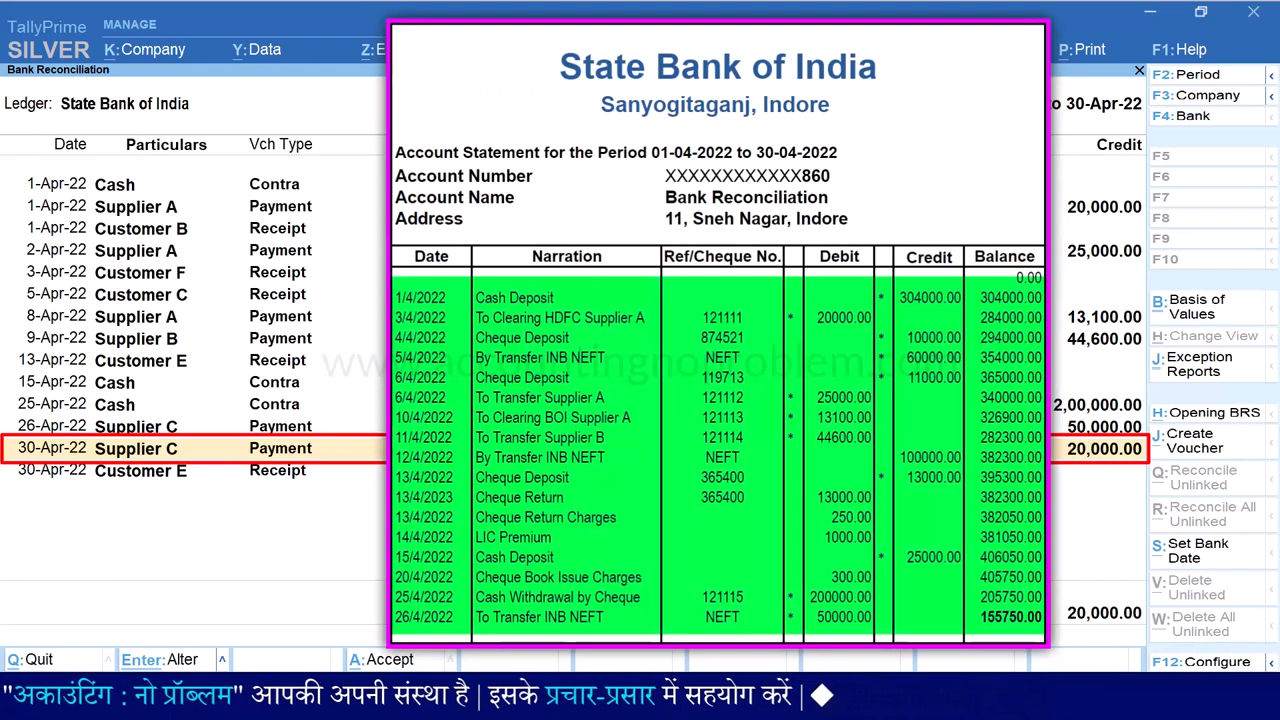 TallyPrime
MANAGE
SILVER K:Company Y:Data Z:E P:Print F1:Help
Bank Reconciliation
Ledger: State Bank of India o 30-Apr-22
Date Particulars Vch Type Credit
1-Apr-22 Cash Contra
1-Apr-22 Supplier A Payment 20,000.00
1-Apr-22 Customer B Receipt
2-Apr-22 Supplier A Payment 25,000.00
3-Apr-22 Customer F Receipt
5-Apr-22 Customer C Receipt
8-Apr-22 Supplier A Payment 13,100.00
9-Apr-22 Supplier B Payment 44,600.00
13-Apr-22 Customer E Receipt
15-Apr-22 Cash Contra
25-Apr-22 Cash Contra 2,00,000.00
26-Apr-22 Supplier C Payment 50,000.00
30-Apr-22 Supplier C Payment 20,000.00
30-Apr-22 Customer E Receipt
20,000.00
State Bank of India
Sanyogitaganj, Indore
Account Statement for the Period 01-04-2022 to 30-04-2022
Account Number XXXXXXXXXXXX860
Account Name Bank Reconciliation
Address 11, Sneh Nagar, Indore
Date Narration Ref/Cheque No. Debit Credit Balance
0.00
1/4/2022 Cash Deposit * 304000.00 304000.00
3/4/2022 To Clearing HDFC Supplier A 121111 * 20000.00 284000.00
4/4/2022 Cheque Deposit 874521 * 10000.00 294000.00
5/4/2022 By Transfer INB NEFT NEFT * 60000.00 354000.00
6/4/2022 Cheque Deposit 119713 * 11000.00 365000.00
6/4/2022 To Transfer Supplier A 121112 * 25000.00 340000.00
10/4/2022 To Clearing BOI Supplier A 121113 * 13100.00 326900.00
11/4/2022 To Transfer Supplier B 121114 * 44600.00 282300.00
12/4/2022 By Transfer INB NEFT NEFT 100000.00 382300.00
13/4/2022 Cheque Deposit 365400 * 13000.00 395300.00
13/4/2023 Cheque Return 365400 13000.00 382300.00
13/4/2022 Cheque Return Charges 250.00 382050.00
14/4/2022 LIC Premium 1000.00 381050.00
15/4/2022 Cash Deposit * 25000.00 406050.00
20/4/2022 Cheque Book Issue Charges 300.00 405750.00
25/4/2022 Cash Withdrawal by Cheque 121115 * 200000.00 205750.00
26/4/2022 To Transfer INB NEFT NEFT * 50000.00 155750.00
www.accountingnoproblem.com
F2: Period
F3: Company
F4: Bank
F5
F6
F7
F8
F9
F10
B: Basis of
Values
H: Change View
J: Exception
Reports
H: Opening BRS
J: Create
Voucher
Q: Reconcile
Unlinked
R: Reconcile All
Unlinked
S: Set Bank
Date
V: Delete
Unlinked
W: Delete All
Unlinked
F12: Configure
Q: Quit Enter: Alter A: Accept
"अकाउंटिंग : नो प्रॉब्लम" आपकी अपनी संस्था है | इसके प्रचार-प्रसार में सहयोग करें | ◆